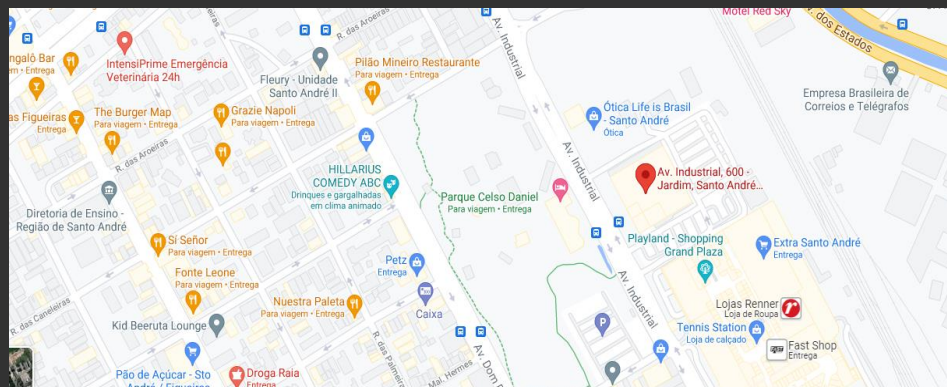 Motel Red Sky
Av. dos Estados
R. das Aroeiras
Av. Industrial
ngalô Bar
Entrega
IntensiPrime Emergência
Veterinária 24h
Fleury - Unidade
Santo André II
Pilão Mineiro Restaurante
Para viagem • Entrega
Empresa Brasileira de
Correios e Telégrafos
as Figueiras
Entrega
The Burger Map
Para viagem • Entrega
Grazie Napoli
Para viagem • Entrega
Ótica Life is Brasil
- Santo André
Ótica
R. das Aroeiras
HILLARIUS
COMEDY ABC
Drinques e gargalhadas
em clima animado
Av. Industrial
Av. Industrial, 600 -
Jardim, Santo André...
Parque Celso Daniel
Para viagem • Entrega
Diretoria de Ensino -
Região de Santo André
Sí Señor
Para viagem • Entrega
Playland - Shopping
Grand Plaza
Extra Santo André
Entrega
Petz
Entrega
Fonte Leone
Para viagem • Entrega
Caixa
Av. Industrial
Nuestra Paleta
Para viagem • Entrega
R. das Caneleiras
Lojas Renner
Loja de Roupa
Kid Beeruta Lounge
P
Tennis Station
Loja de calçado
Fast Shop
Entrega
R. das Palmeiras
Mal. Hermes
Av. Dom
Pão de Açúcar - Sto
André / Figueiras
Droga Raia
Entrega